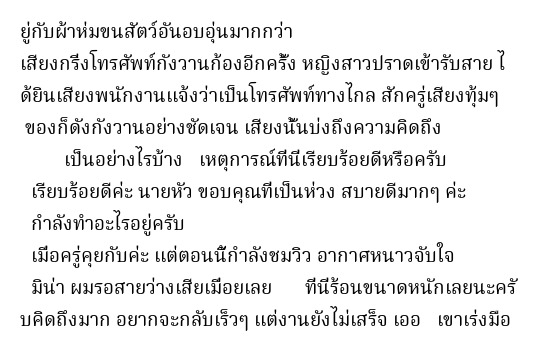 ยู่กับผ้าห่มขนสัตว์อันอบอุ่นมากกว่า
เสียงกรีงโทรศัพท์กังวานก้องอีกครั้ง หญิงสาวปราดเข้ารับสาย ไ
ด้ยินเสียงพนักงานแจ้งว่าเป็นโทรศัพท์ทางไกล สักครู่เสียงทุ้มๆ
ของก็ดังกังวานอย่างชัดเจน เสียงนั้นบ่งถึงความคิดถึง
เป็นอย่างไรบ้าง เหตุการณ์ที่นี่เรียบร้อยดีหรือครับ
เรียบร้อยดีค่ะ นายหัว ขอบคุณที่เป็นห่วง สบายดีมากๆ ค่ะ
กำลังทำอะไรอยู่ครับ
เมื่อครู่คุยกับค่ะ แต่ตอนนี้กำลังชมวิว อากาศหนาวจับใจ
มิน่า ผมรอสายว่างเสียเมื่อยเลย ที่นี่ร้อนขนาดหนักเลยนะครั
บคิดถึงมาก อยากจะกลับเร็วๆ แต่งานยังไม่เสร็จ เออ เขาเร่งมือ